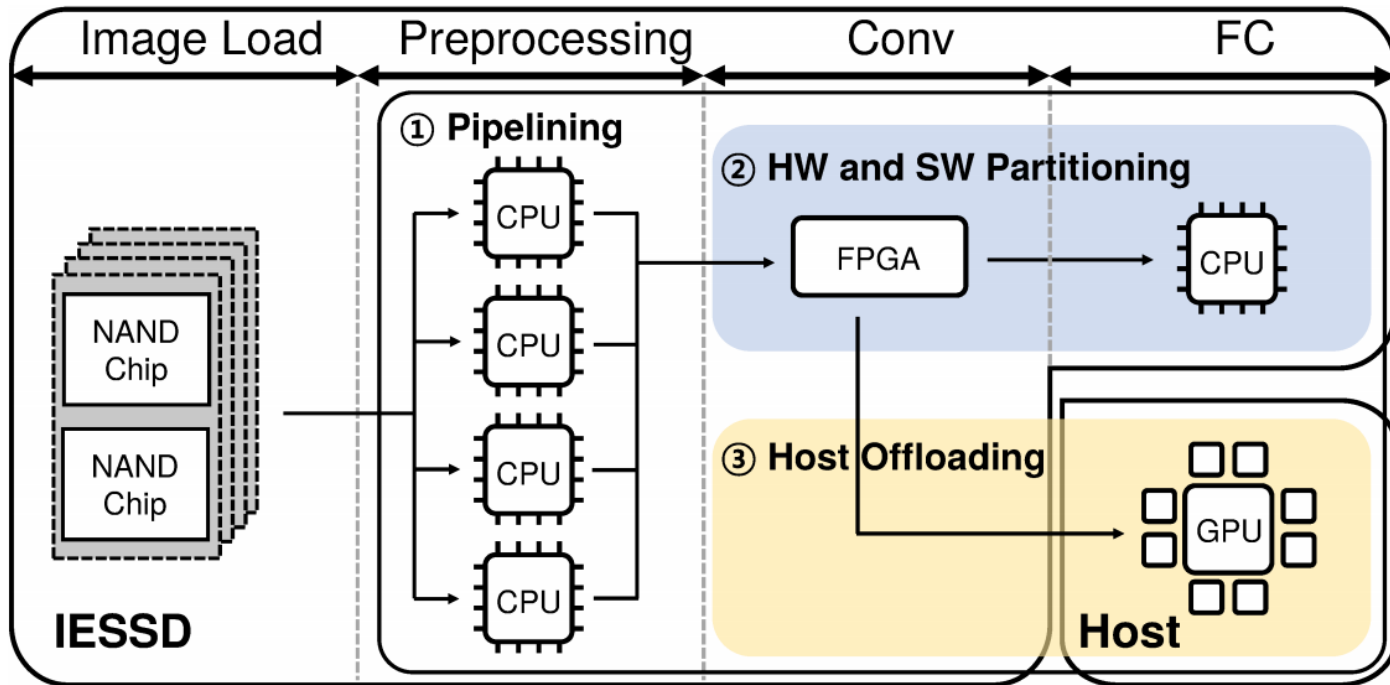 Image Load
Preprocessing
Conv
FC
① Pipelining
CPU
CPU
CPU
CPU
② HW and SW Partitioning
FPGA
CPU
NAND
Chip
NAND
Chip
③ Host Offloading
GPU
IESSD
Host